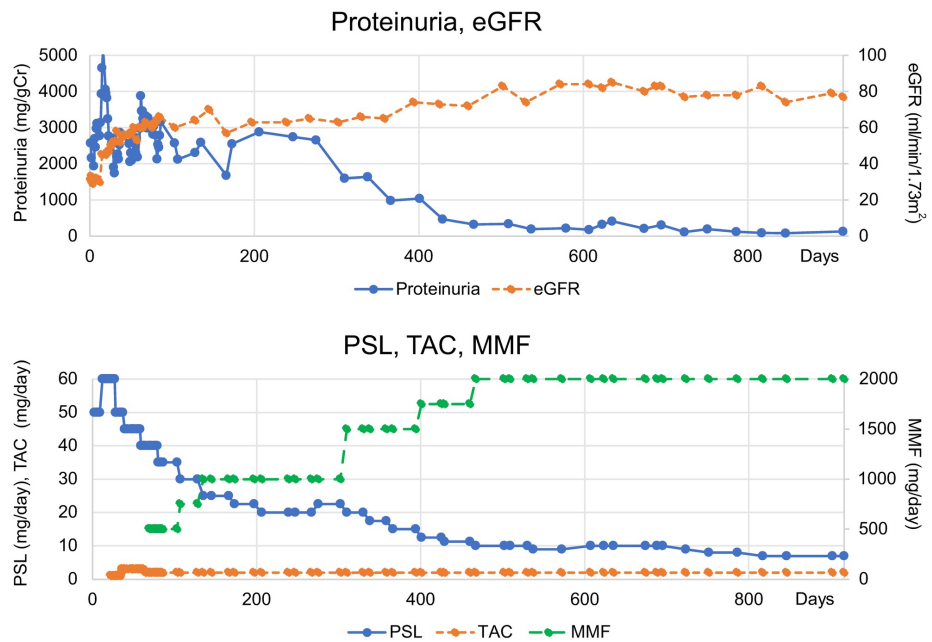 Proteinuria, eGFR
Proteinuria (mg/gCr)
5000
4000
3000
2000
1000
0
100
80
60
40
20
0
eGFR (ml/min/1.73m²)
0 200 400 600 800 Days
Proteinuria eGFR
PSL, TAC, MMF
PSL (mg/day), TAC (mg/day)
60
50
40
30
20
10
0
2000
1500
1000
500
0
MMF (mg/day)
0 200 400 600 800 Days
PSL TAC MMF